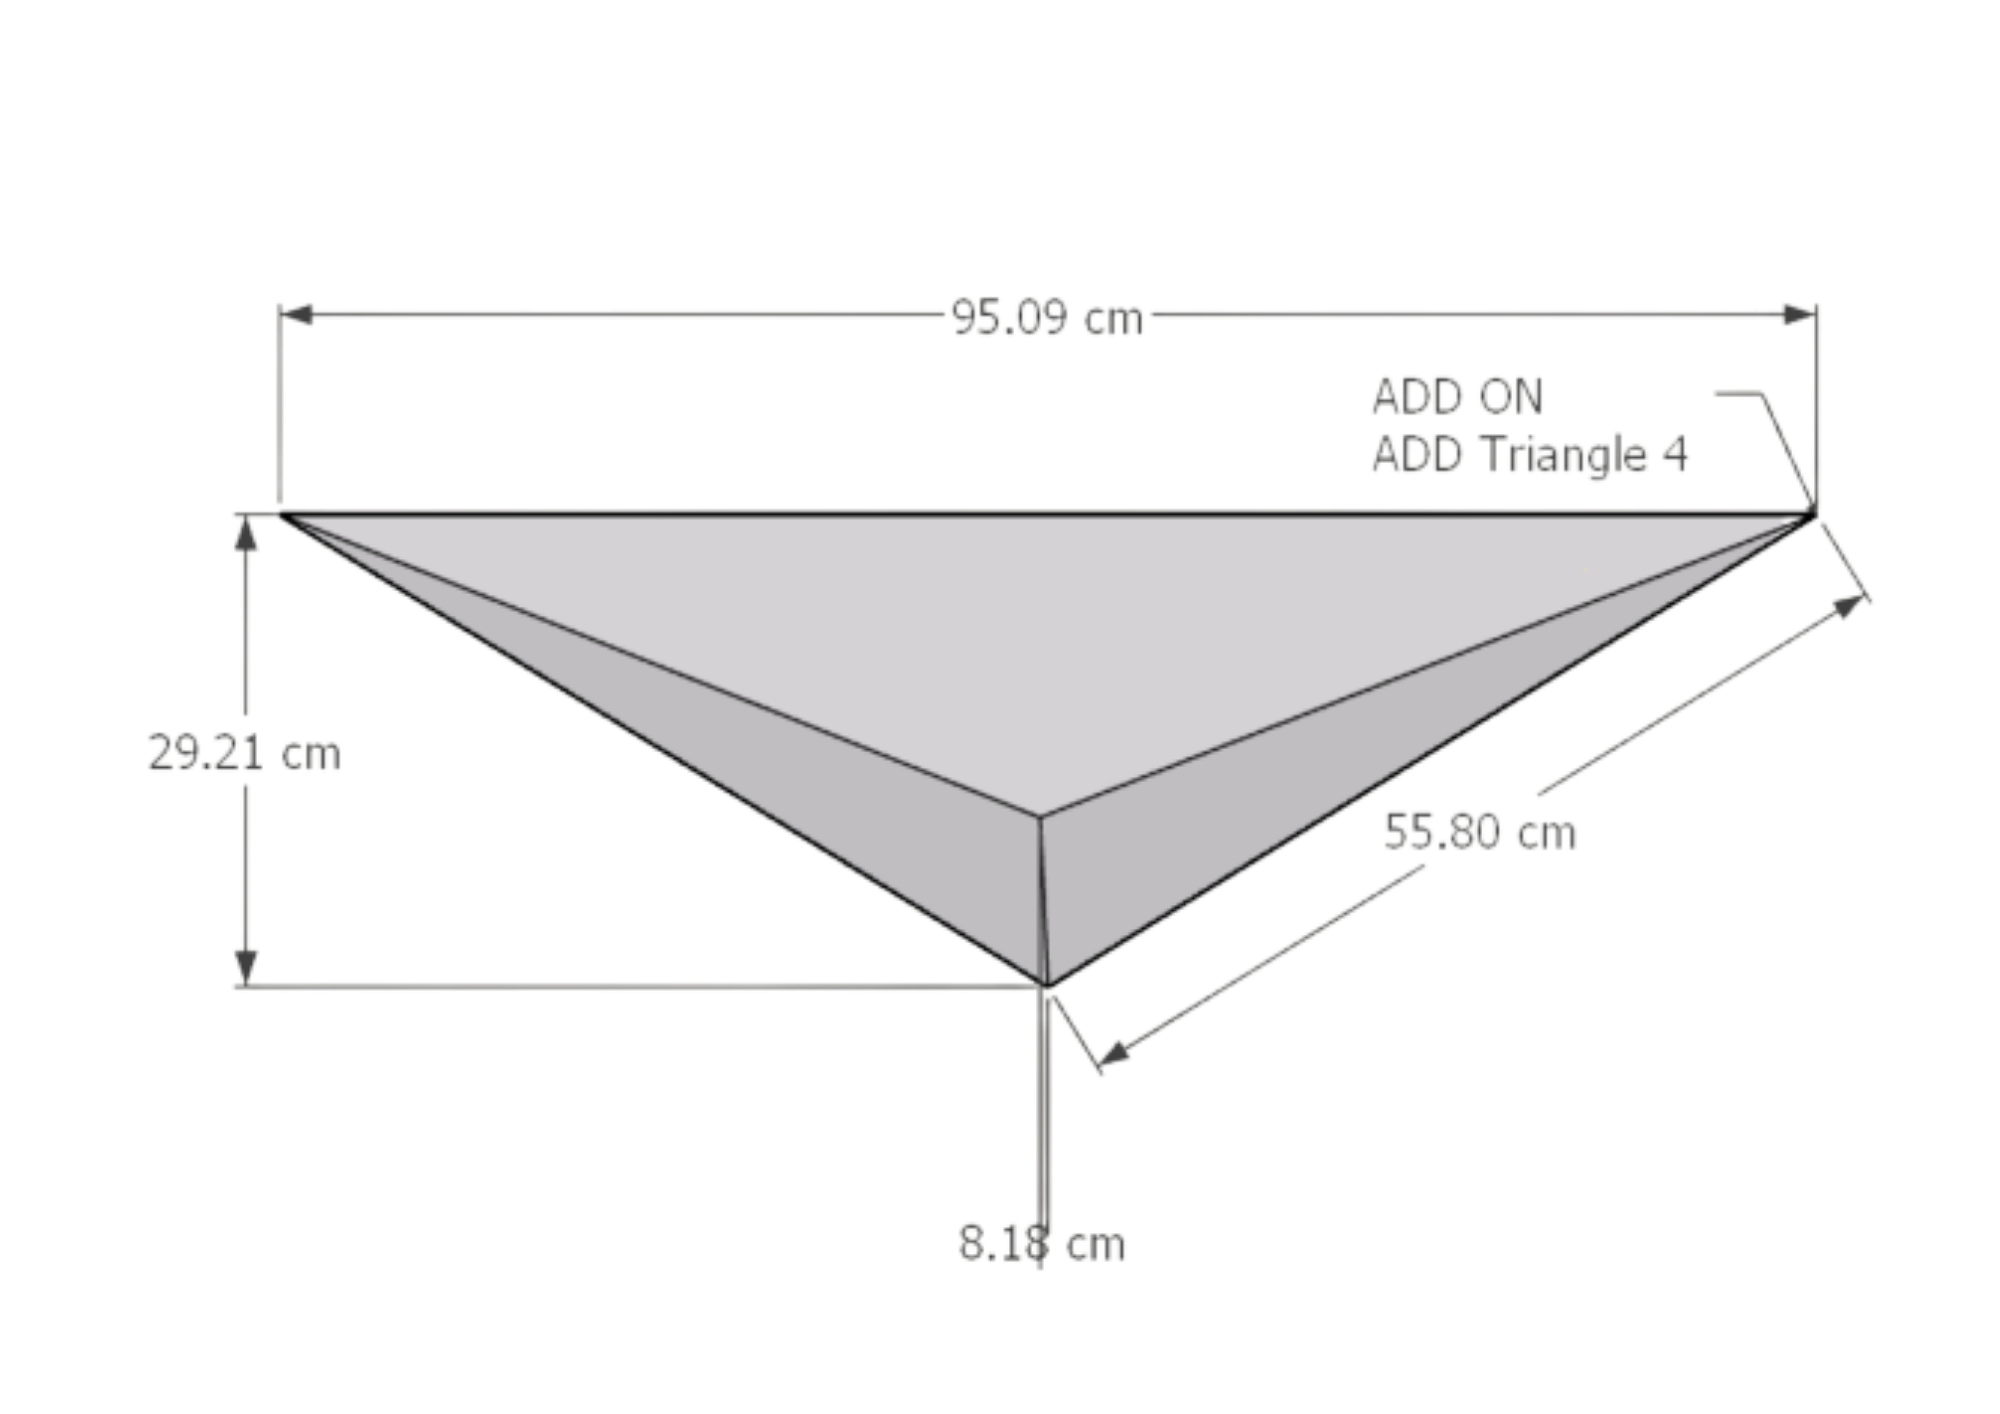 95.09 cm
ADD ON
ADD Triangle 4
29.21 cm
55.80 cm
8.18 cm